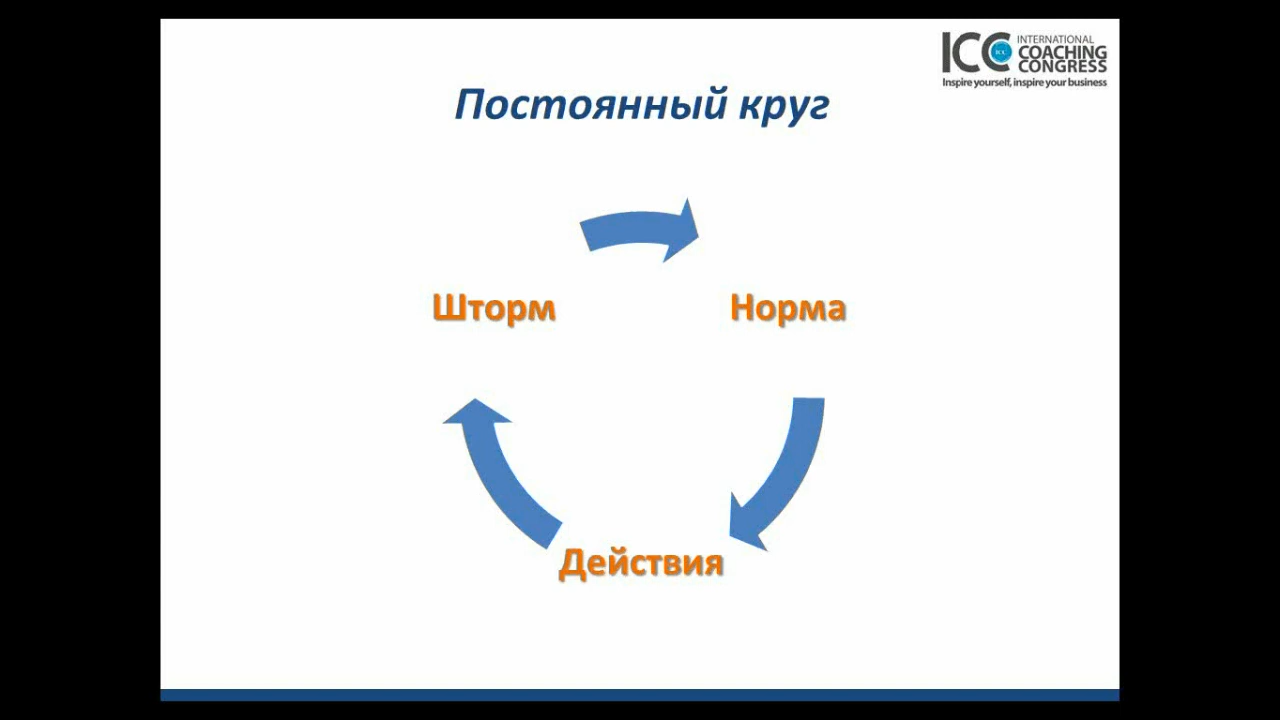 ICC INTERNATIONAL
COACHING
CONGRESS
Inspire yourself, inspire your business
Постоянный круг
Шторм
Норма
Действия